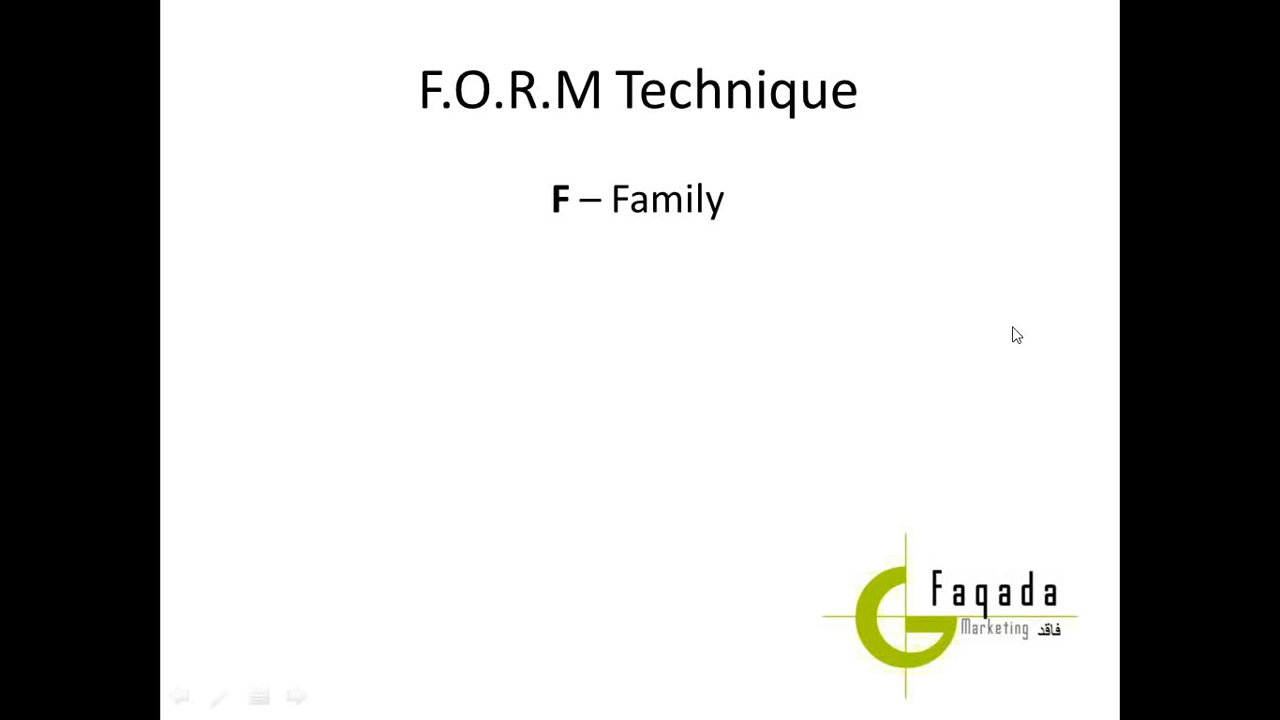 F.O.R.M Technique
F – Family
Faqada
Marketing فاقد